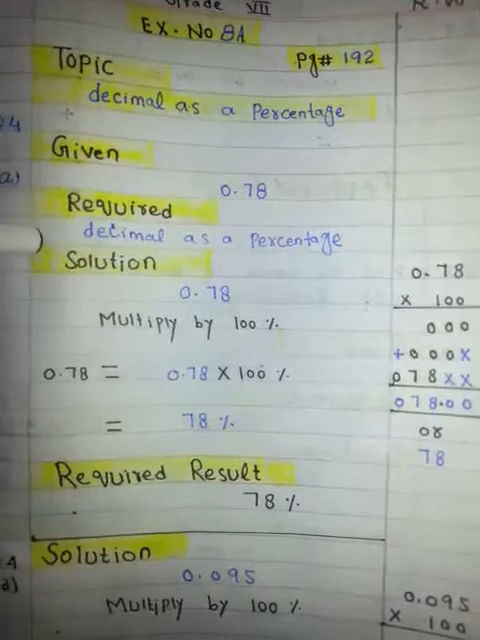 Grade VII
R.W
EX. No 8A
Topic
Pg# 192
decimal as a Percentage
Given
a)
0.78
Required
decimal as a Percentage
Solution
0.78
Multiply by 100 %
0.78 = 0.78 X 100 %
= 78 %
Required Result
78 %
0.78
X 100
000
+000X
078XX
078.00
or
78
Solution
d)
0.095
Multiply by 100 %
0.095
X 100